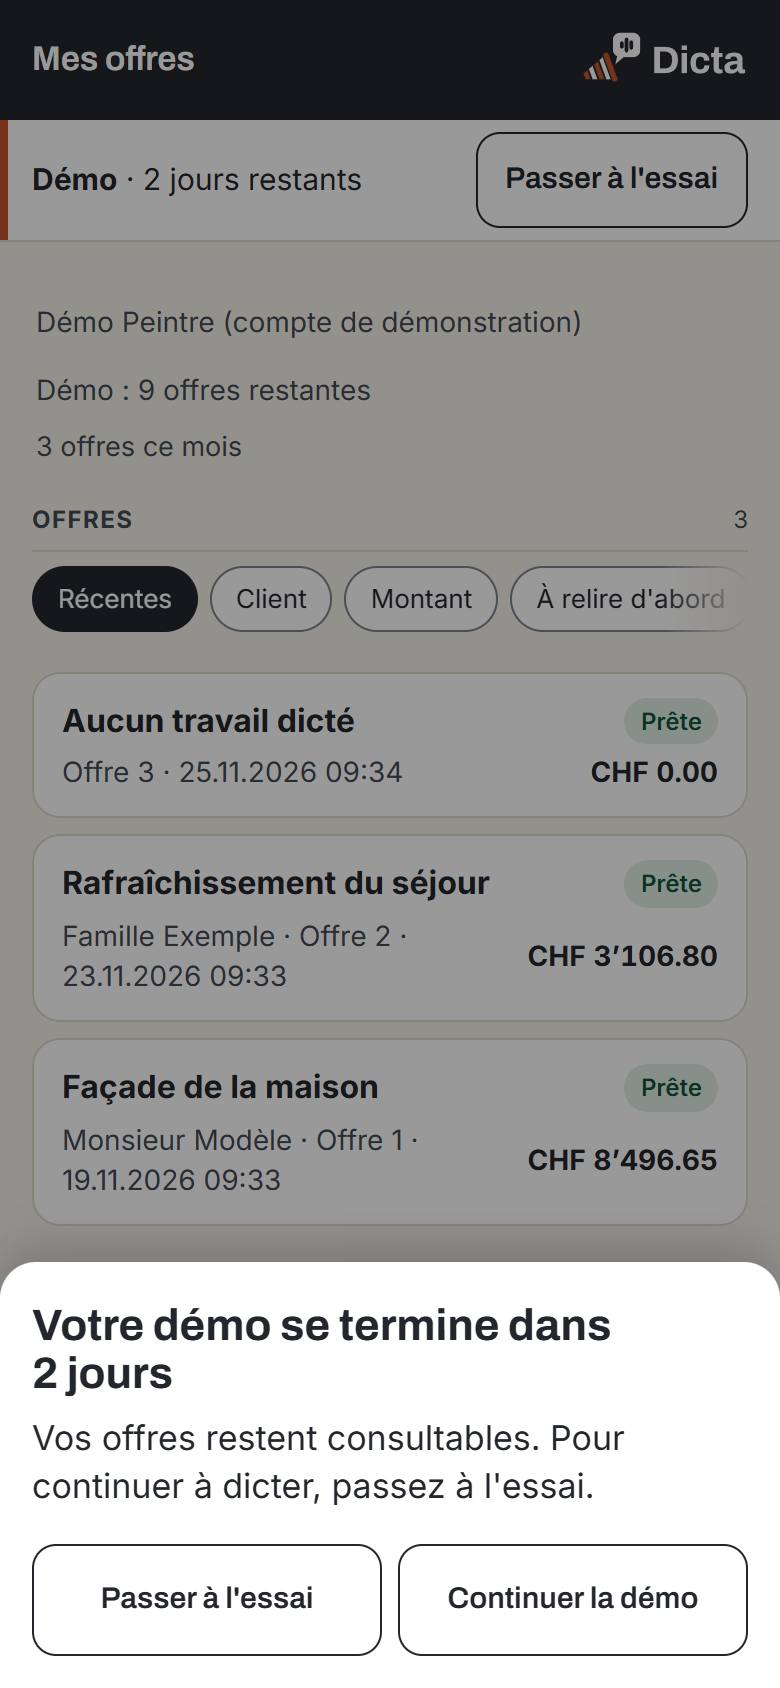 Mes offres
Dicta
Démo · 2 jours restants
Passer à l'essai
Démo Peintre (compte de démonstration)
Démo : 9 offres restantes
3 offres ce mois
OFFRES
3
Récentes
Client
Montant
À relire d'abord
Aucun travail dicté
Prête
Offre 3 · 25.11.2026 09:34
CHF 0.00
Rafraîchissement du séjour
Prête
Famille Exemple · Offre 2 ·
23.11.2026 09:33
CHF 3’106.80
Façade de la maison
Prête
Monsieur Modèle · Offre 1 ·
19.11.2026 09:33
CHF 8’496.65
Votre démo se termine dans
2 jours
Vos offres restent consultables. Pour
continuer à dicter, passez à l'essai.
Passer à l'essai
Continuer la démo